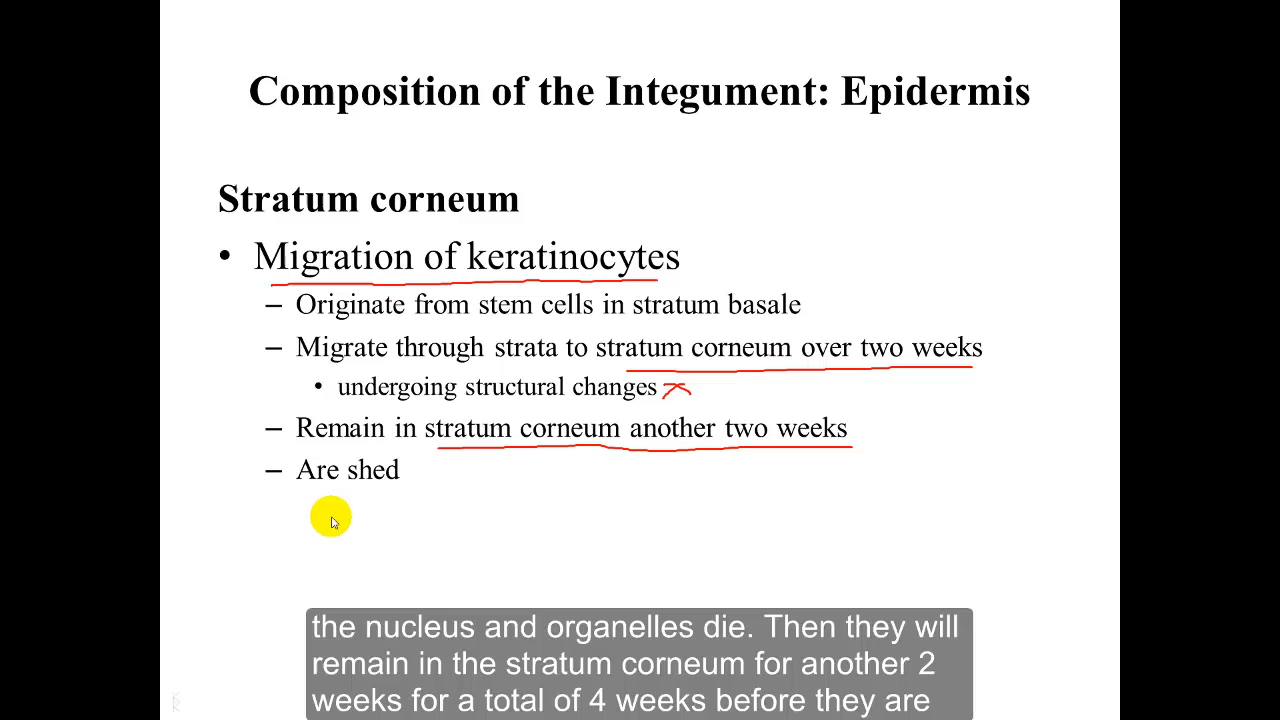 Composition of the Integument: Epidermis
Stratum corneum
• Migration of keratinocytes
– Originate from stem cells in stratum basale
– Migrate through strata to stratum corneum over two weeks
• undergoing structural changes
– Remain in stratum corneum another two weeks
– Are shed
the nucleus and organelles die. Then they will
remain in the stratum corneum for another 2
weeks for a total of 4 weeks before they are